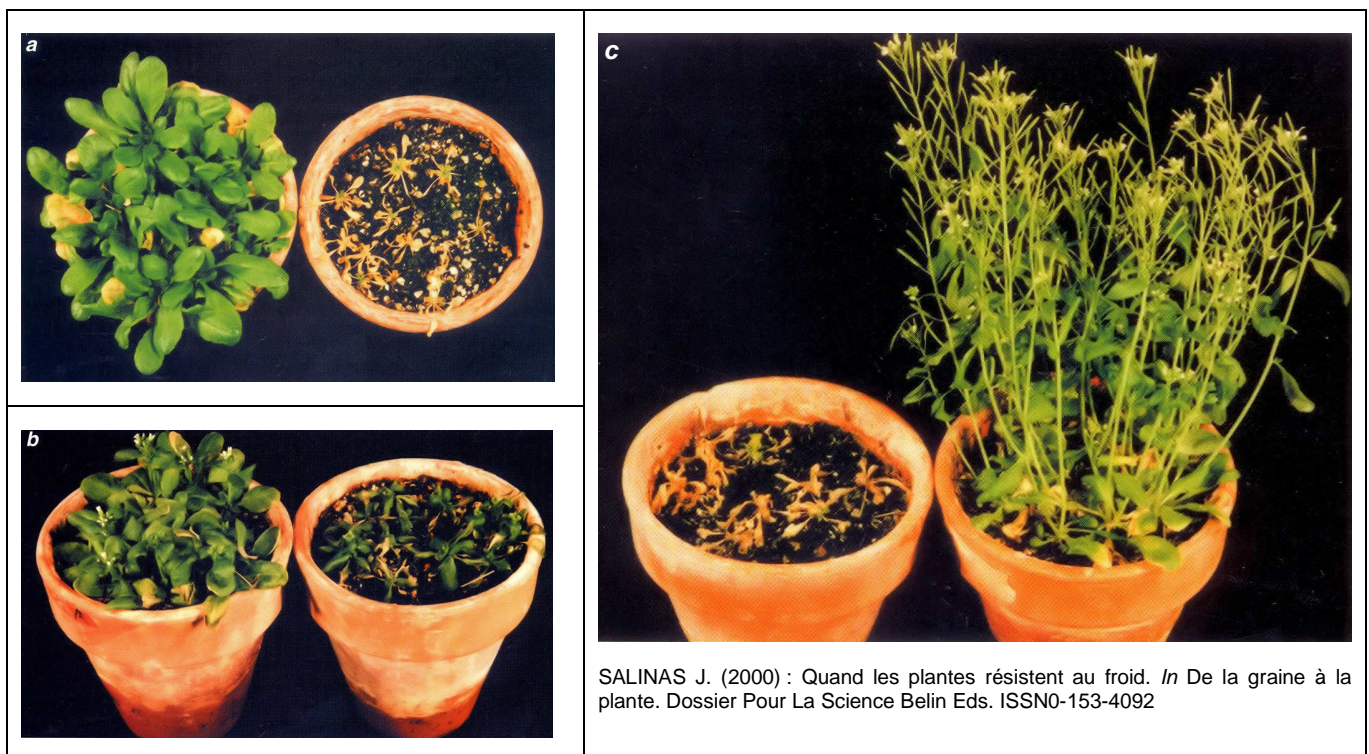 a
b
c
SALINAS J. (2000) : Quand les plantes résistent au froid. In De la graine à la
plante. Dossier Pour La Science Belin Eds. ISSN0-153-4092